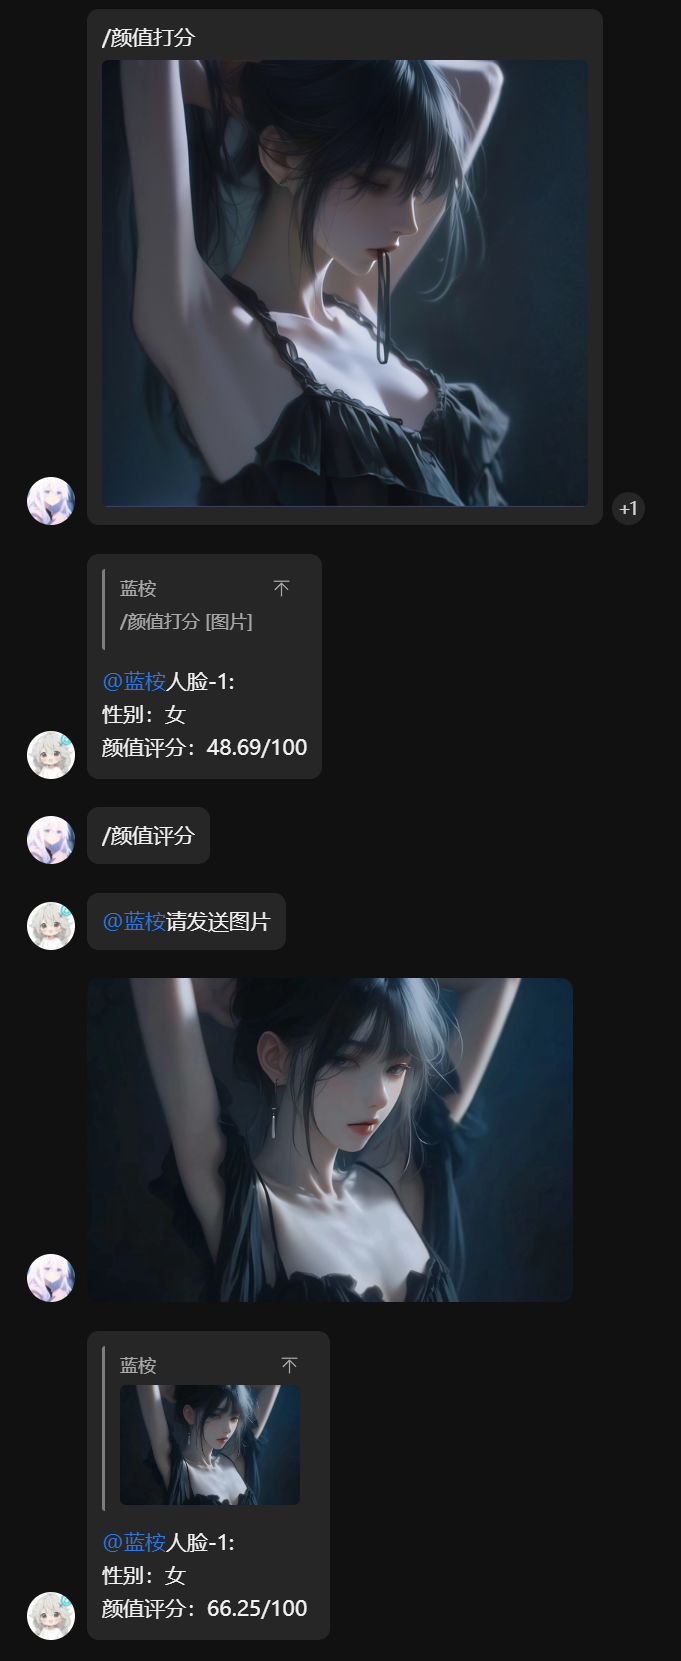 /颜值打分
+1
蓝桉
/颜值打分 [图片]
@蓝桉人脸-1:
性别：女
颜值评分：48.69/100
/颜值评分
@蓝桉请发送图片
蓝桉
@蓝桉人脸-1:
性别：女
颜值评分：66.25/100